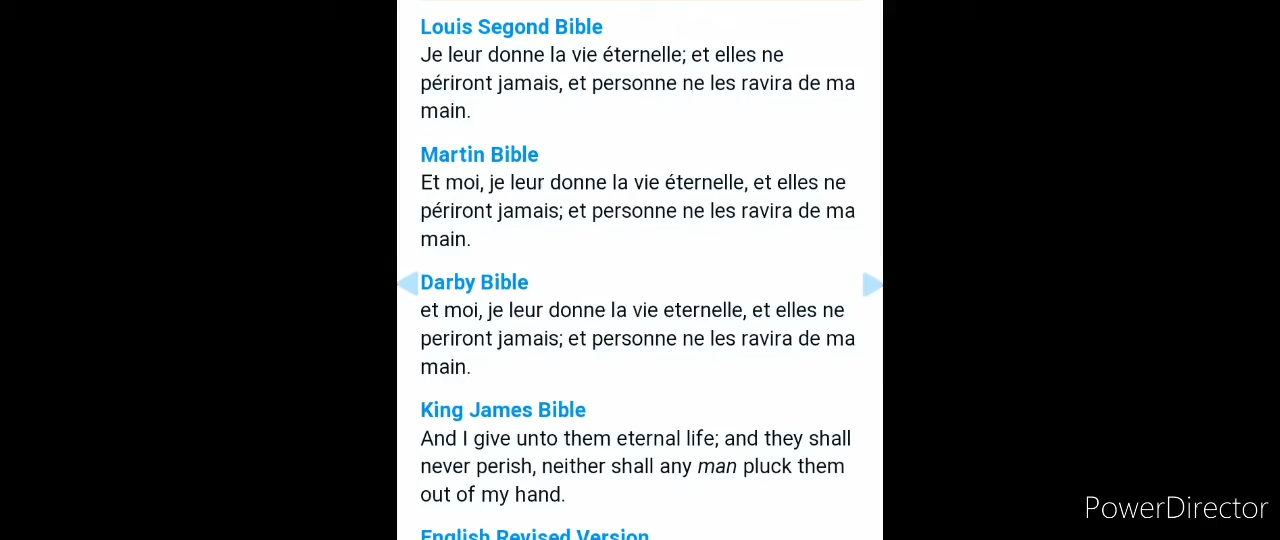 Louis Segond Bible
Je leur donne la vie éternelle; et elles ne
périront jamais, et personne ne les ravira de ma
main.
Martin Bible
Et moi, je leur donne la vie éternelle, et elles ne
périront jamais; et personne ne les ravira de ma
main.
Darby Bible
et moi, je leur donne la vie eternelle, et elles ne
periront jamais; et personne ne les ravira de ma
main.
King James Bible
And I give unto them eternal life; and they shall
never perish, neither shall any man pluck them
out of my hand.
English Revised Version
PowerDirector